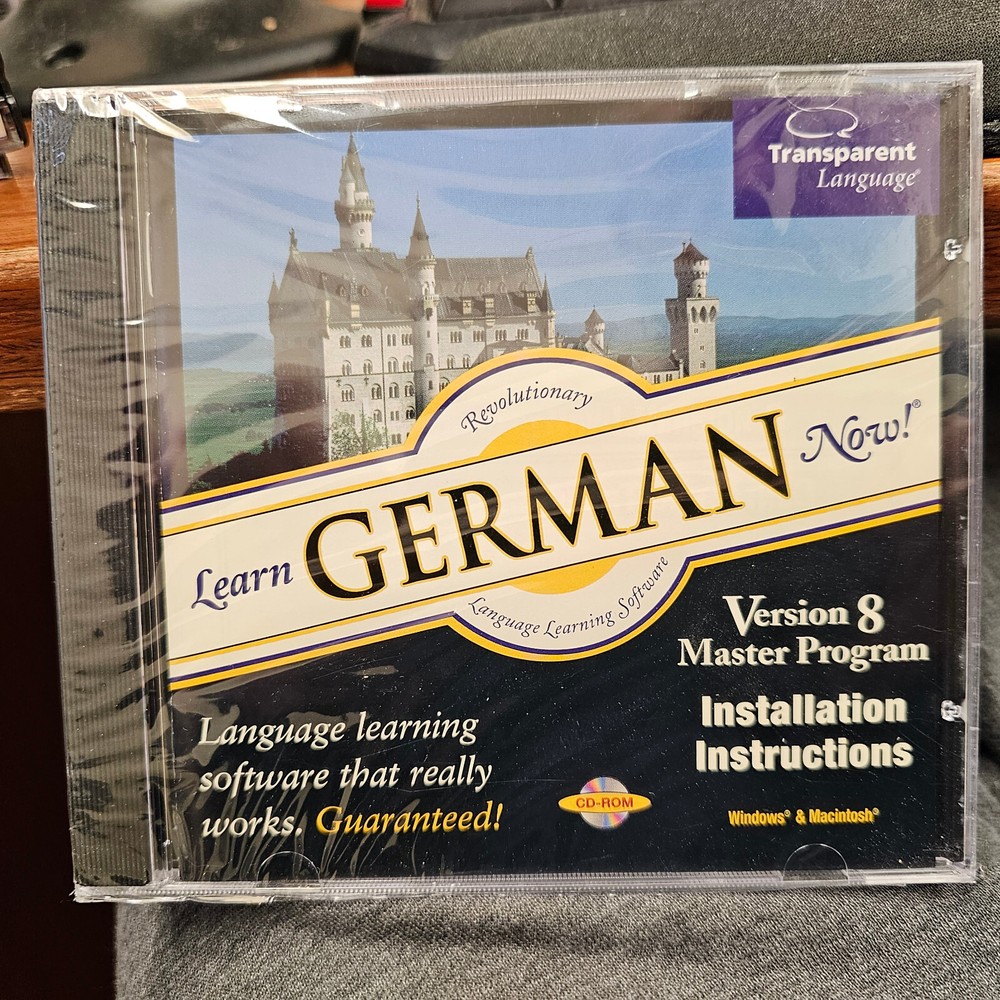 Transparent
Language®
Revolutionary
Learn GERMAN Now!®
Language Learning Software
Version 8
Master Program
Installation
Instructions
Language learning
software that really
works. Guaranteed!
CD-ROM
Windows® & Macintosh®